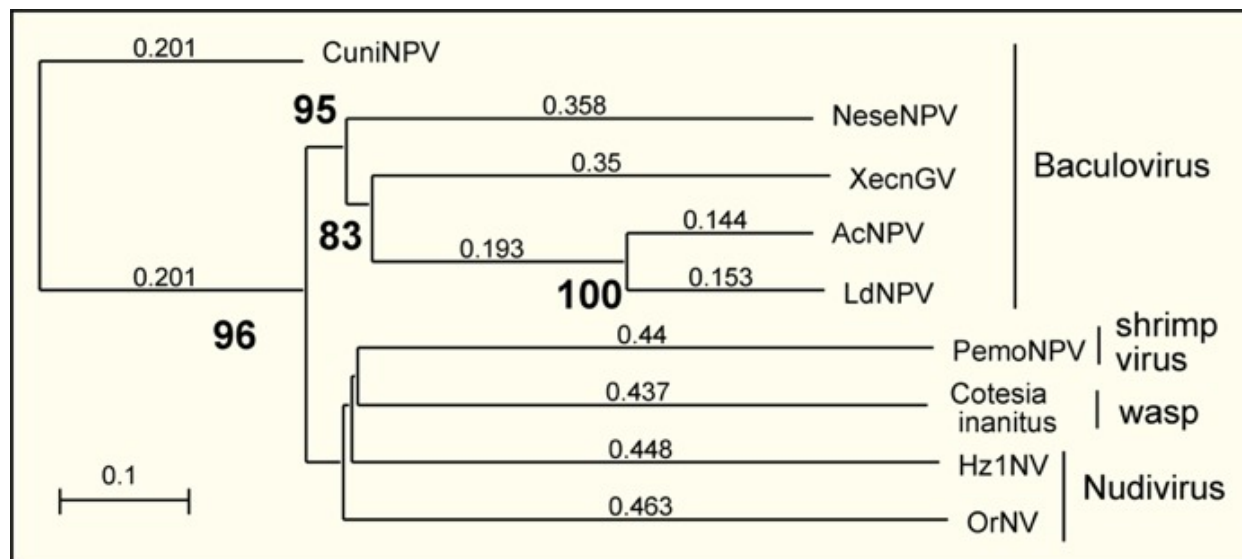 0.201
CuniNPV
95
0.358
NeseNPV
0.35
XecnGV
Baculovirus
83
0.193
0.144
AcNPV
0.201
100
0.153
LdNPV
96
0.44
PemoNPV
shrimp
virus
0.437
Cotesia
inanitus
wasp
0.448
Hz1NV
0.1
0.463
OrNV
Nudivirus